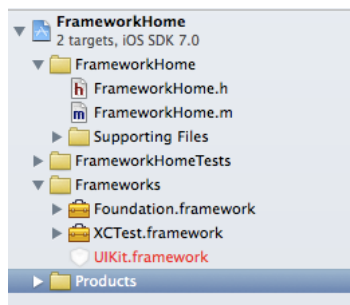 FrameworkHome
2 targets, iOS SDK 7.0
FrameworkHome
h FrameworkHome.h
m FrameworkHome.m
Supporting Files
FrameworkHomeTests
Frameworks
Foundation.framework
XCTest.framework
UIKit.framework
Products